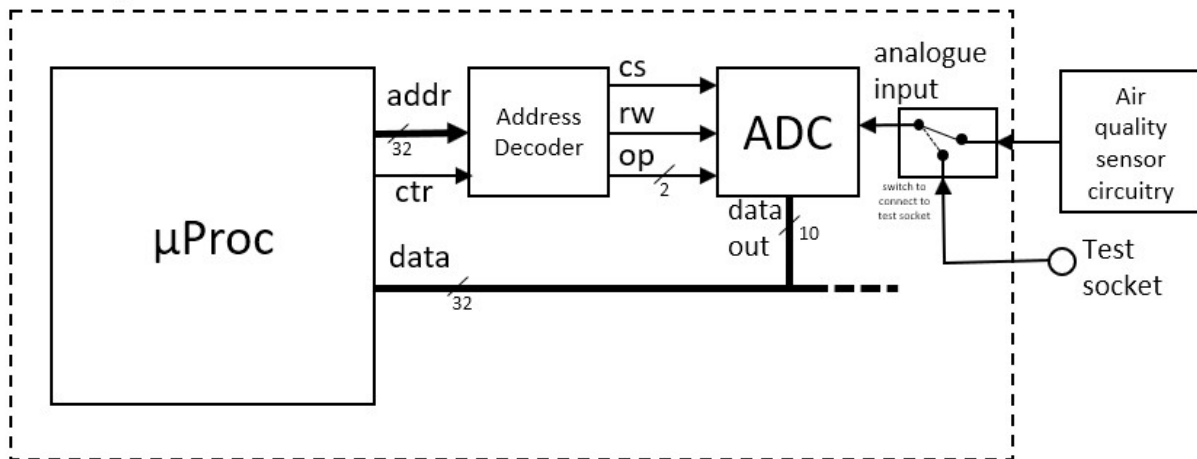 μProc
addr
32
ctr
data
32
Address
Decoder
cs
rw
op
2
ADC
data
out
10
analogue
input
switch to
connect to
test socket
Air
quality
sensor
circuitry
Test
socket